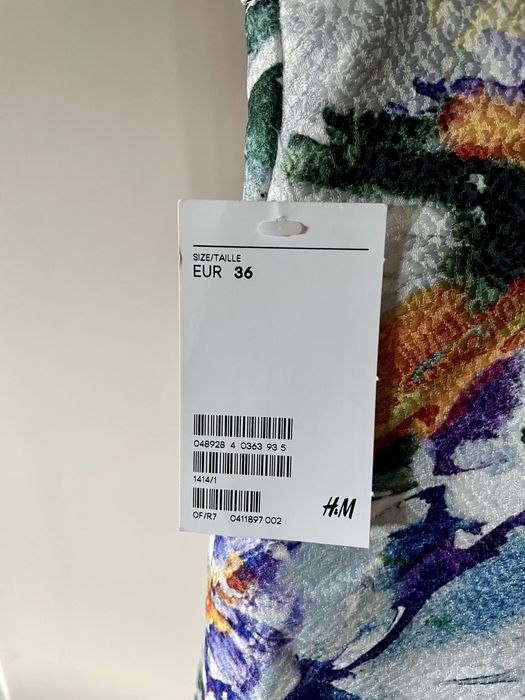 SIZE/TAILLE
EUR 36
048928 4 0363 93 5
1414/1
OF/R7 0411897 002
H&M